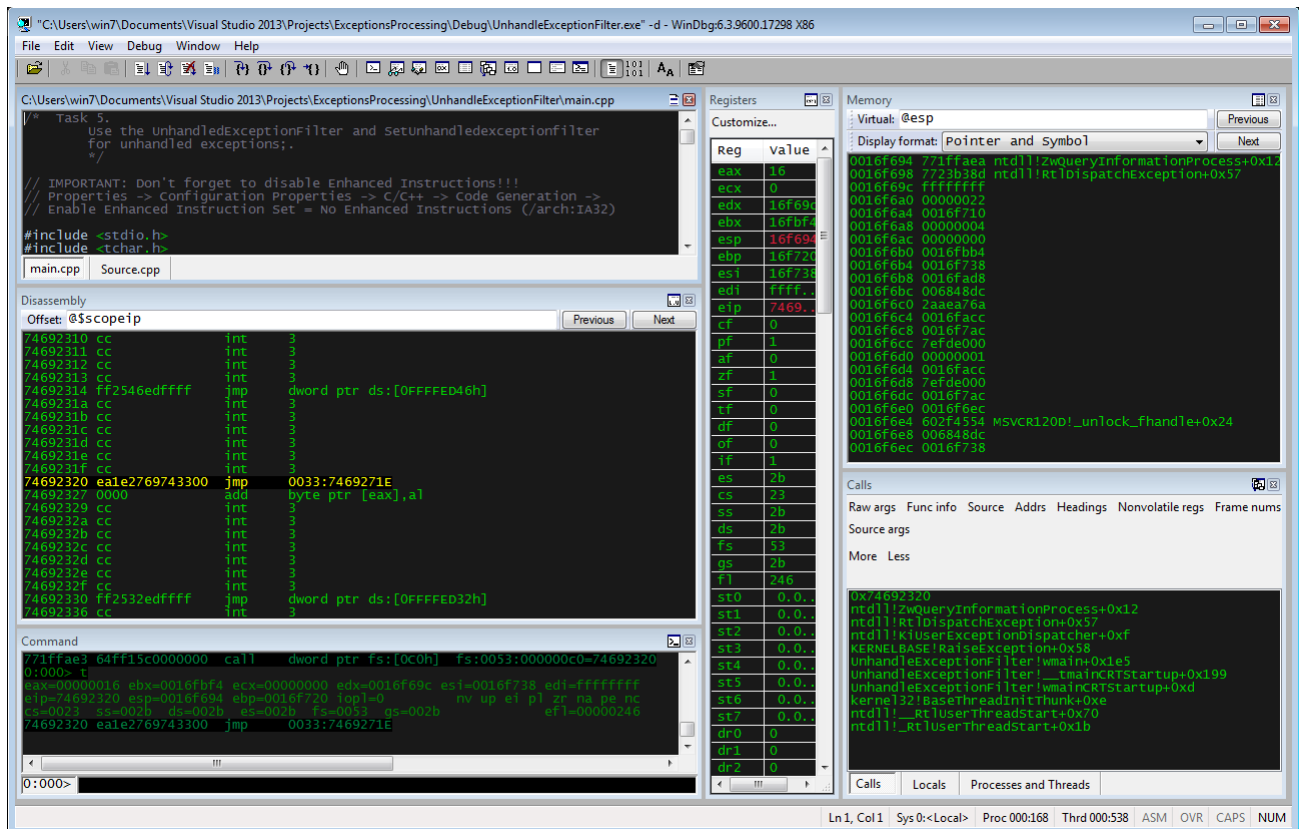 "C:\Users\win7\Documents\Visual Studio 2013\Projects\ExceptionsProcessing\Debug\UnhandleExceptionFilter.exe" -d - WinDbg:6.3.9600.17298 X86
File Edit View Debug Window Help
C:\Users\win7\Documents\Visual Studio 2013\Projects\ExceptionsProcessing\UnhandleExceptionFilter\main.cpp
/* Task 5.
Use the UnhandledExceptionFilter and SetUnhandledexceptionfilter
for unhandled exceptions;.
*/
// IMPORTANT: Don't forget to disable Enhanced Instructions!!!
// Properties -> Configuration Properties -> C/C++ -> Code Generation ->
// Enable Enhanced Instruction Set = No Enhanced Instructions (/arch:IA32)
#include <stdio.h>
#include <tchar.h>
main.cpp Source.cpp
Disassembly
Offset: @$scopeip Previous Next
74692310 cc int 3
74692311 cc int 3
74692312 cc int 3
74692313 cc int 3
74692314 ff2546edffff jmp dword ptr ds:[0FFFFED46h]
7469231a cc int 3
7469231b cc int 3
7469231c cc int 3
7469231d cc int 3
7469231e cc int 3
7469231f cc int 3
74692320 ea1e2769743300 jmp 0033:7469271E
74692327 0000 add byte ptr [eax],al
74692329 cc int 3
7469232a cc int 3
7469232b cc int 3
7469232c cc int 3
7469232d cc int 3
7469232e cc int 3
7469232f cc int 3
74692330 ff2532edffff jmp dword ptr ds:[0FFFFED32h]
74692336 cc int 3
Command
771ffae3 64ff15c0000000 call dword ptr fs:[0C0h] fs:0053:000000c0=74692320
0:000> t
eax=00000016 ebx=0016fbf4 ecx=00000000 edx=0016f69c esi=0016f738 edi=ffffffff
eip=74692320 esp=0016f694 ebp=0016f720 iopl=0 nv up ei pl zr na pe nc
cs=0023 ss=002b ds=002b es=002b fs=0053 gs=002b efl=00000246
74692320 ea1e2769743300 jmp 0033:7469271E
0:000>
Registers
Customize...
Reg Value
eax 16
ecx 0
edx 16f69c
ebx 16fbf4
esp 16f694
ebp 16f720
esi 16f738
edi ffff..
eip 7469..
cf 0
pf 1
af 0
zf 1
sf 0
tf 0
df 0
of 0
if 1
es 2b
cs 23
ss 2b
ds 2b
fs 53
gs 2b
fl 246
st0 0.0..
st1 0.0..
st2 0.0..
st3 0.0..
st4 0.0..
st5 0.0..
st6 0.0..
st7 0.0..
dr0 0
dr1 0
dr2 0
Memory
Virtual: @esp Previous
Display format: Pointer and Symbol Next
0016f694 771ffaea ntdll!ZwQueryInformationProcess+0x12
0016f698 7723b38d ntdll!RtlDispatchException+0x57
0016f69c ffffffff
0016f6a0 00000022
0016f6a4 0016f710
0016f6a8 00000004
0016f6ac 00000000
0016f6b0 0016fbb4
0016f6b4 0016f738
0016f6b8 0016fad8
0016f6bc 006848dc
0016f6c0 2aaea76a
0016f6c4 0016facc
0016f6c8 0016f7ac
0016f6cc 7efde000
0016f6d0 00000001
0016f6d4 0016facc
0016f6d8 7efde000
0016f6dc 0016f7ac
0016f6e0 0016f6ec
0016f6e4 602f4554 MSVCR120D!_unlock_fhandle+0x24
0016f6e8 006848dc
0016f6ec 0016f738
Calls
Raw args Func info Source Addrs Headings Nonvolatile regs Frame nums
Source args
More Less
0x74692320
ntdll!ZwQueryInformationProcess+0x12
ntdll!RtlDispatchException+0x57
ntdll!KiUserExceptionDispatcher+0xf
KERNELBASE!RaiseException+0x58
UnhandleExceptionFilter!wmain+0x1e5
UnhandleExceptionFilter!__tmainCRTStartup+0x199
UnhandleExceptionFilter!wmainCRTStartup+0xd
kernel32!BaseThreadInitThunk+0xe
ntdll!__RtlUserThreadStart+0x70
ntdll!_RtlUserThreadStart+0x1b
Calls Locals Processes and Threads
Ln 1, Col 1 Sys 0:<Local> Proc 000:168 Thrd 000:538 ASM OVR CAPS NUM